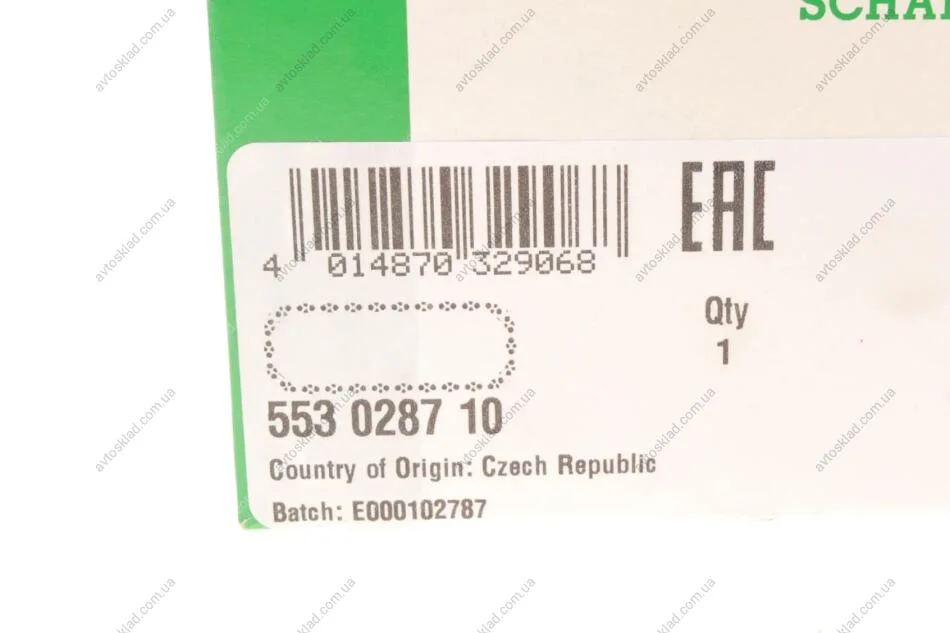 SCHAE
4 014870 329068
EAC
Qty
1
553 0287 10
Country of Origin: Czech Republic
Batch: E000102787
avtosklad.com.ua